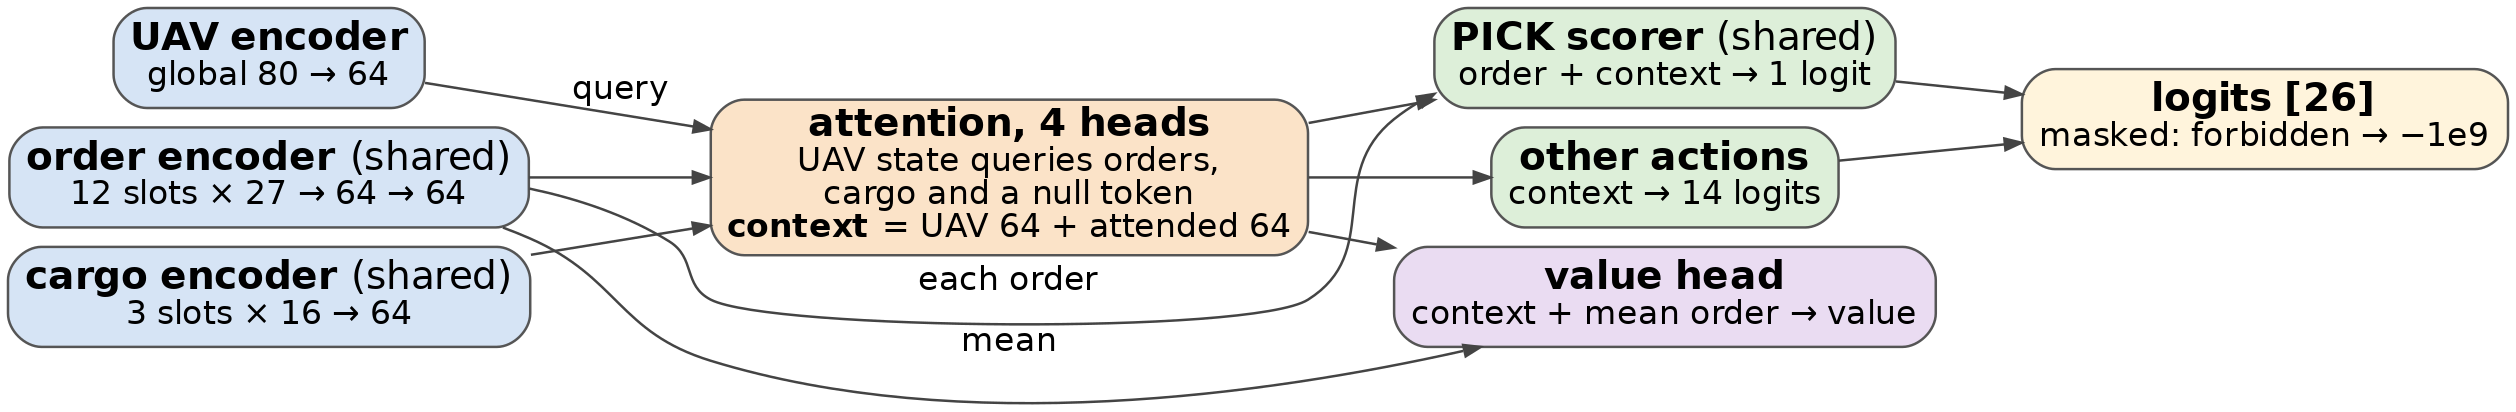 UAV encoder
global 80 → 64
query
order encoder (shared)
12 slots × 27 → 64 → 64
cargo encoder (shared)
3 slots × 16 → 64
attention, 4 heads
UAV state queries orders,
cargo and a null token
context = UAV 64 + attended 64
each order
mean
PICK scorer (shared)
order + context → 1 logit
other actions
context → 14 logits
value head
context + mean order → value
logits [26]
masked: forbidden → −1e9